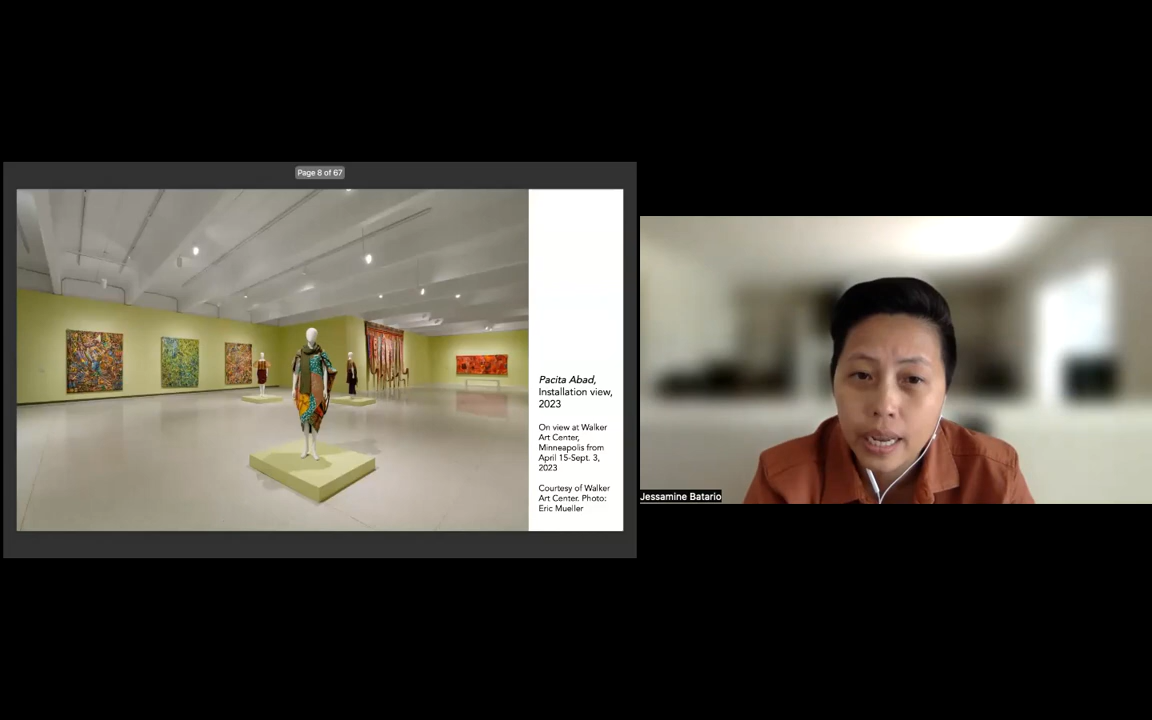 Page 8 of 67
Pacita Abad,
Installation view,
2023
On view at Walker
Art Center,
Minneapolis from
April 15-Sept. 3,
2023
Courtesy of Walker
Art Center. Photo:
Eric Mueller
Jessamine Batario